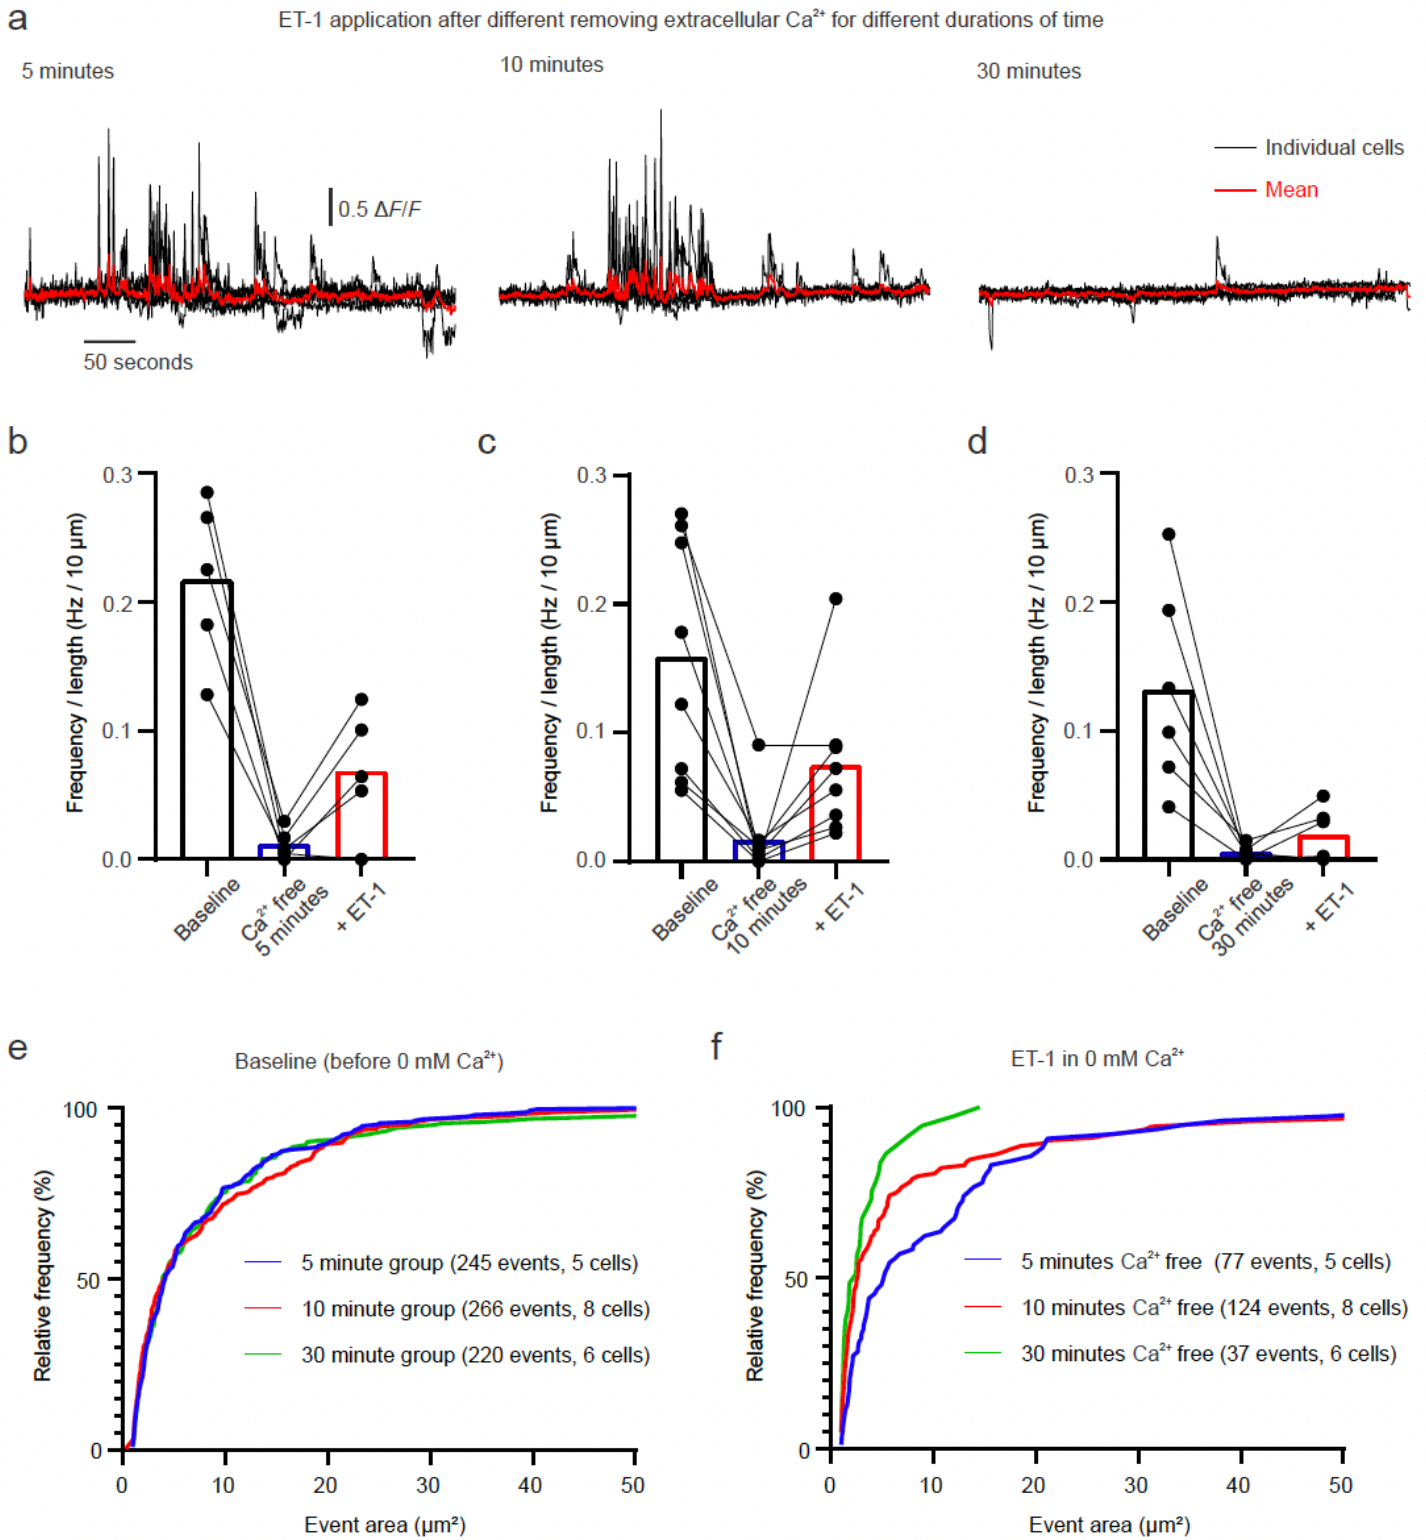 a
ET-1 application after different removing extracellular Ca²⁺ for different durations of time
5 minutes
10 minutes
30 minutes
Individual cells
Mean
0.5 ΔF/F
50 seconds
b
c
d
0.3
0.2
0.1
0.0
Frequency / length (Hz / 10 µm)
Baseline
Ca²⁺ free
5 minutes
+ ET-1
0.3
0.2
0.1
0.0
Frequency / length (Hz / 10 µm)
Baseline
Ca²⁺ free
10 minutes
+ ET-1
0.3
0.2
0.1
0.0
Frequency / length (Hz / 10 µm)
Baseline
Ca²⁺ free
30 minutes
+ ET-1
e
Baseline (before 0 mM Ca²⁺)
100
50
0
Relative frequency (%)
5 minute group (245 events, 5 cells)
10 minute group (266 events, 8 cells)
30 minute group (220 events, 6 cells)
0 10 20 30 40 50
Event area (µm²)
f
ET-1 in 0 mM Ca²⁺
100
50
0
Relative frequency (%)
5 minutes Ca²⁺ free (77 events, 5 cells)
10 minutes Ca²⁺ free (124 events, 8 cells)
30 minutes Ca²⁺ free (37 events, 6 cells)
0 10 20 30 40 50
Event area (µm²)